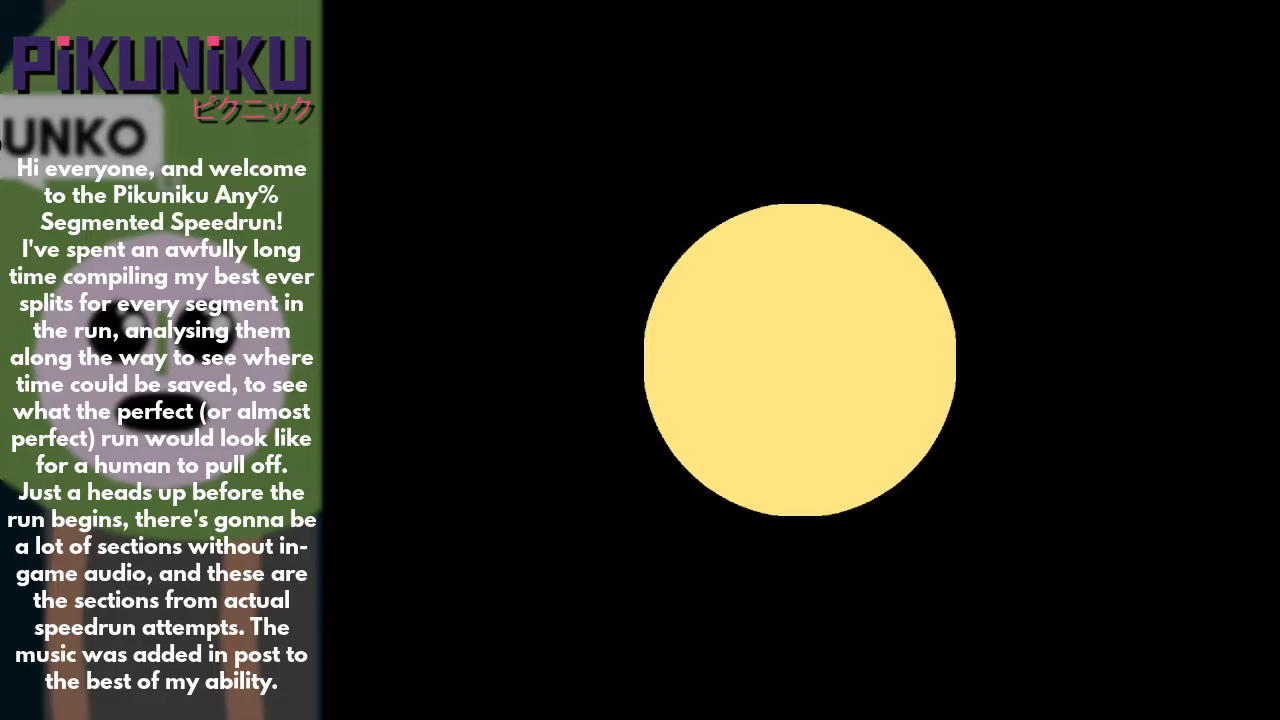 PiKUNiKU
ピクニック
BUNKO
Hi everyone, and welcome
to the Pikuniku Any%
Segmented Speedrun!
I've spent an awfully long
time compiling my best ever
splits for every segment in
the run, analysing them
along the way to see where
time could be saved, to see
what the perfect (or almost
perfect) run would look like
for a human to pull off.
Just a heads up before the
run begins, there's gonna be
a lot of sections without in-
game audio, and these are
the sections from actual
speedrun attempts. The
music was added in post to
the best of my ability.